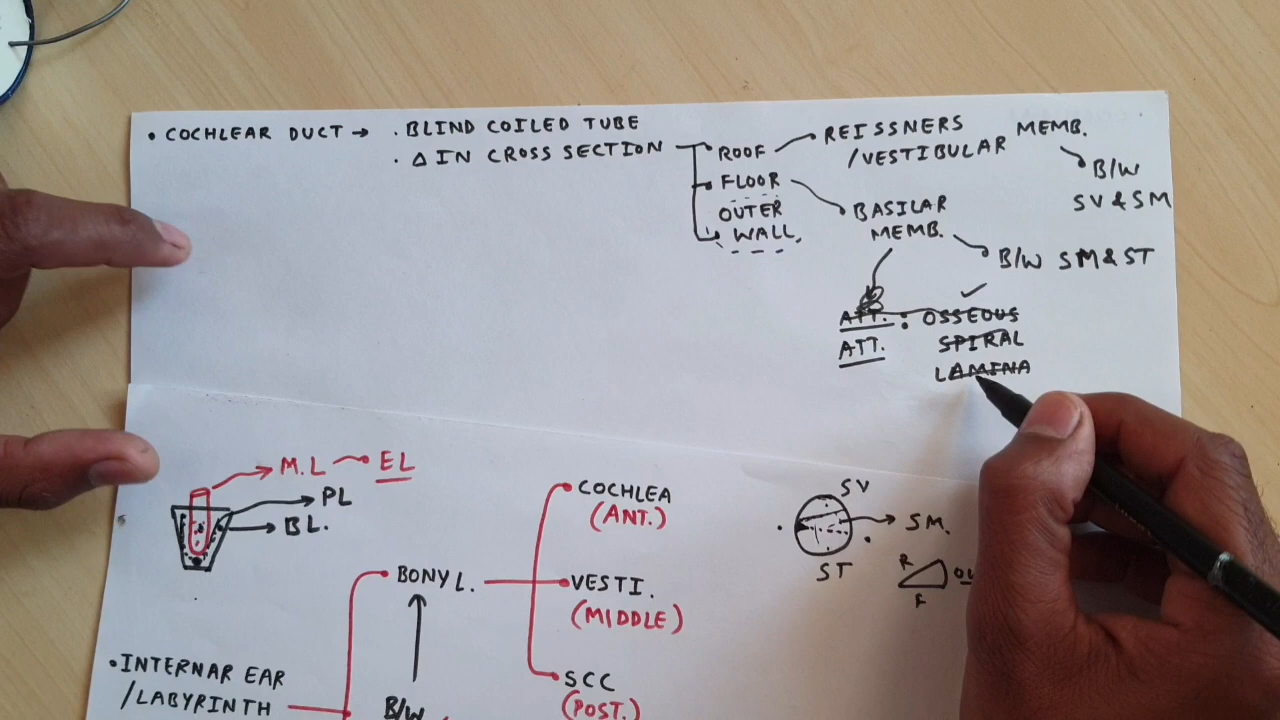 • COCHLEAR DUCT → . BLIND COILED TUBE
. Δ IN CROSS SECTION
ROOF
REISSNERS MEMB.
/VESTIBULAR
B/W
SV & SM
FLOOR
BASILAR
MEMB.
B/W SM & ST
OUTER
WALL.
ATT. : OSSEOUS
SPIRAL
LAMINA
ATT.
M.L EL
PL
BL.
COCHLEA
(ANT.)
BONY L.
VESTI.
(MIDDLE)
SCC
(POST.)
SV
SM.
ST
R
F
• INTERNAR EAR
/LABYRINTH
B/W